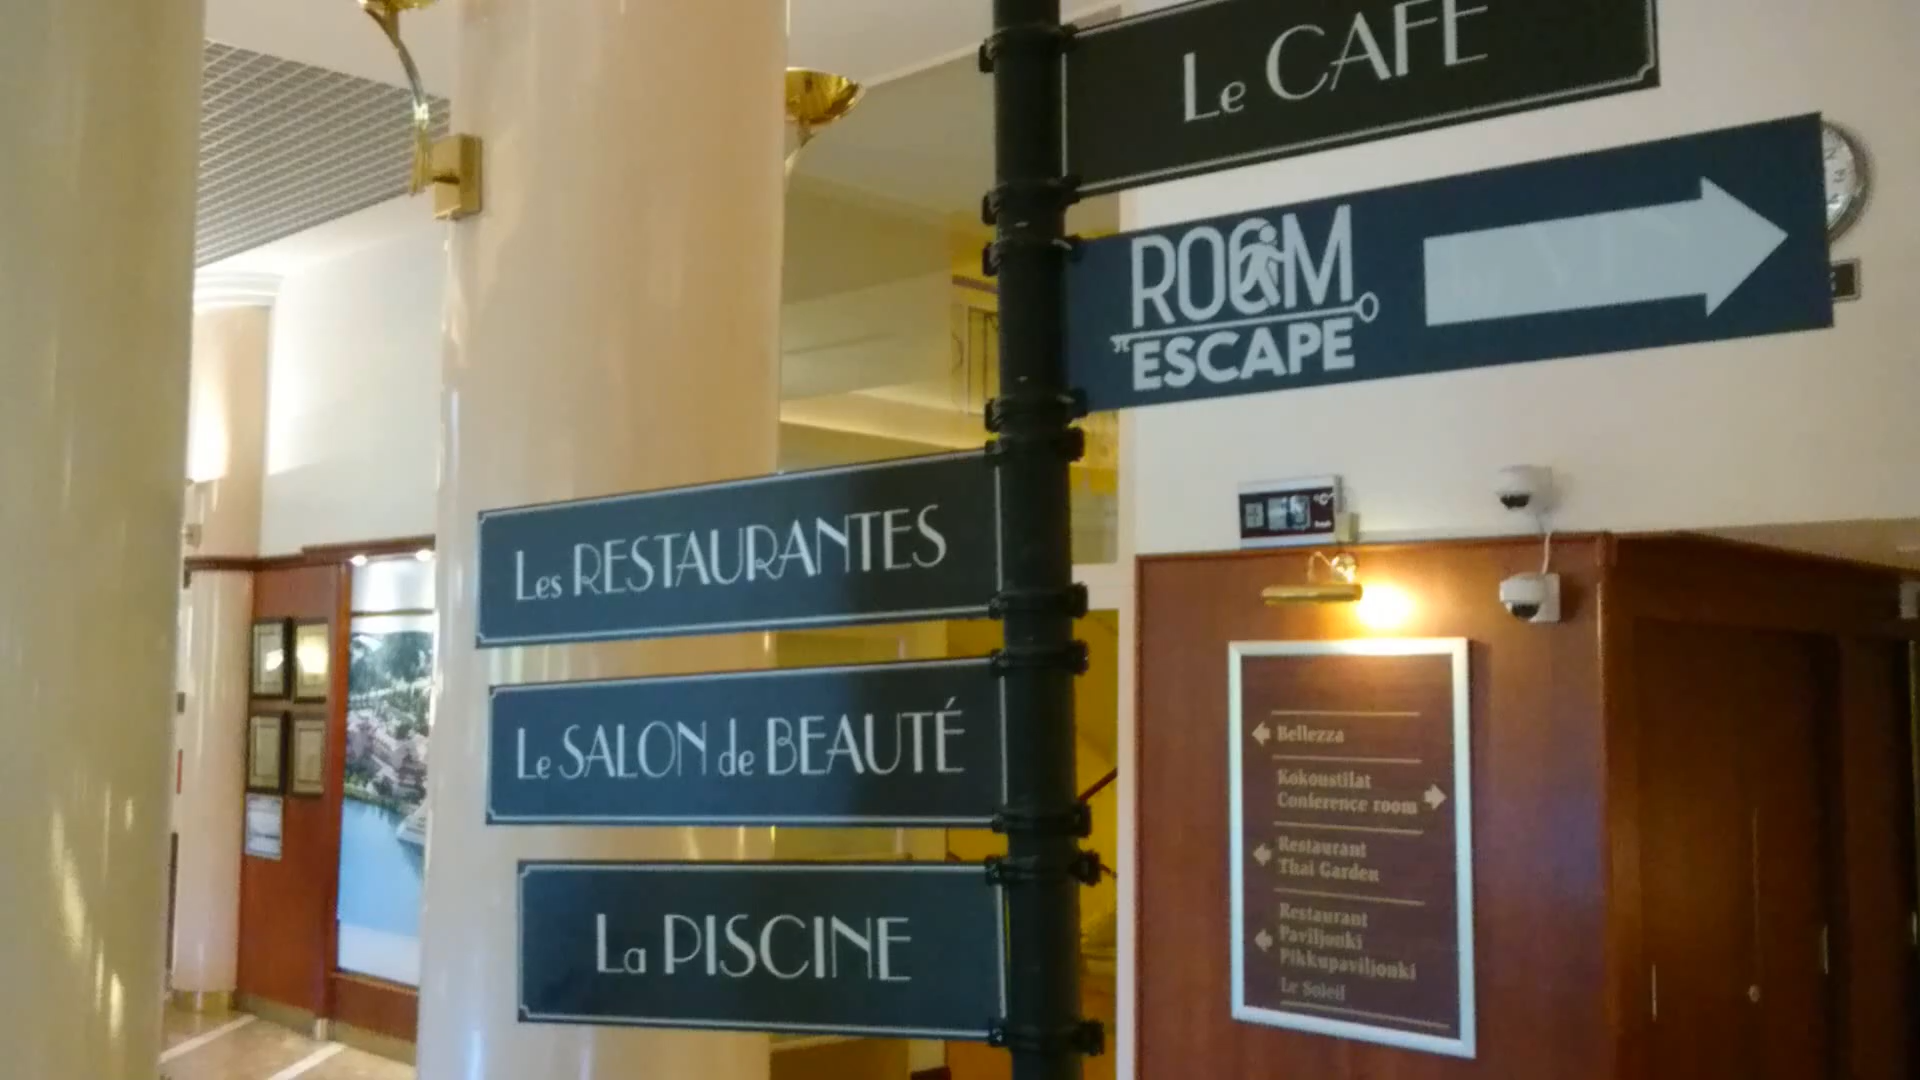 Le CAFE
ROOM
ESCAPE
Les RESTAURANTES
Le SALON de BEAUTÉ
La PISCINE
Bellezza
Kokoustilat
Conference room
Restaurant
Thai Garden
Restaurant
Paviljonki
Pikkupaviljonki
Le Soleil